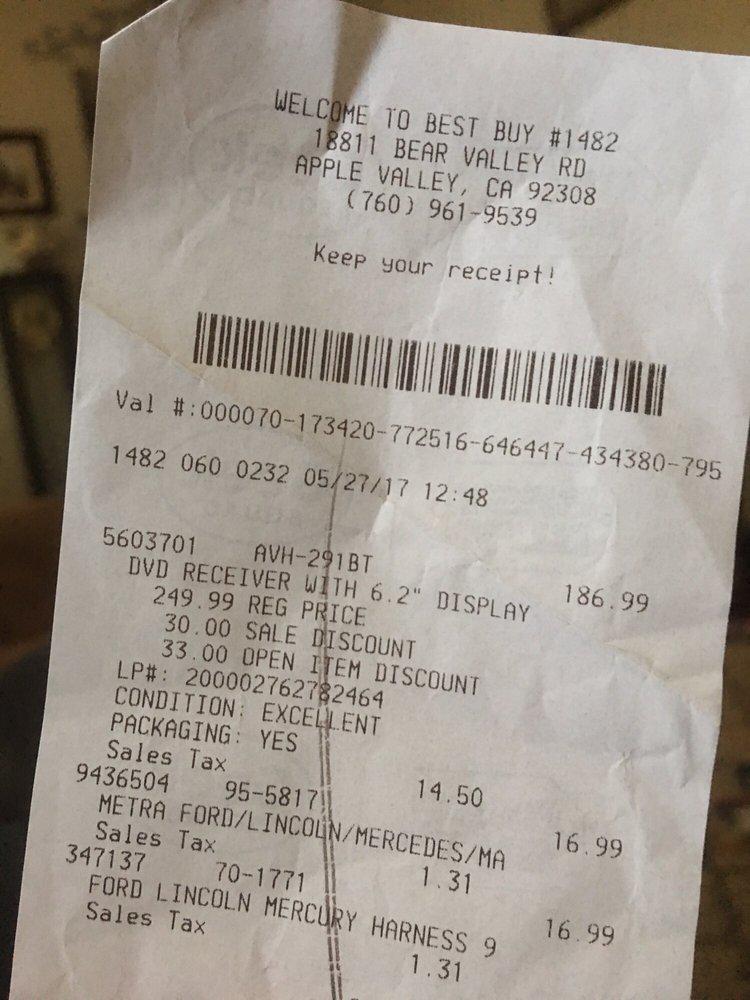 WELCOME TO BEST BUY #1482
18811 BEAR VALLEY RD
APPLE VALLEY, CA 92308
(760) 961-9539
Keep your receipt!
Val #:000070-173420-772516-646447-434380-795
1482 060 0232 05/27/17 12:48
5603701 AVH-291BT 186.99
DVD RECEIVER WITH 6.2" DISPLAY
249.99 REG PRICE
30.00 SALE DISCOUNT
33.00 OPEN ITEM DISCOUNT
LP#: 200002762782464
CONDITION: EXCELLENT
PACKAGING: YES
Sales Tax 14.50
9436504 95-5817 16.99
METRA FORD/LINCOLN/MERCEDES/MA
Sales Tax 1.31
347137 70-1771 16.99
FORD LINCOLN MERCURY HARNESS 9
Sales Tax 1.31